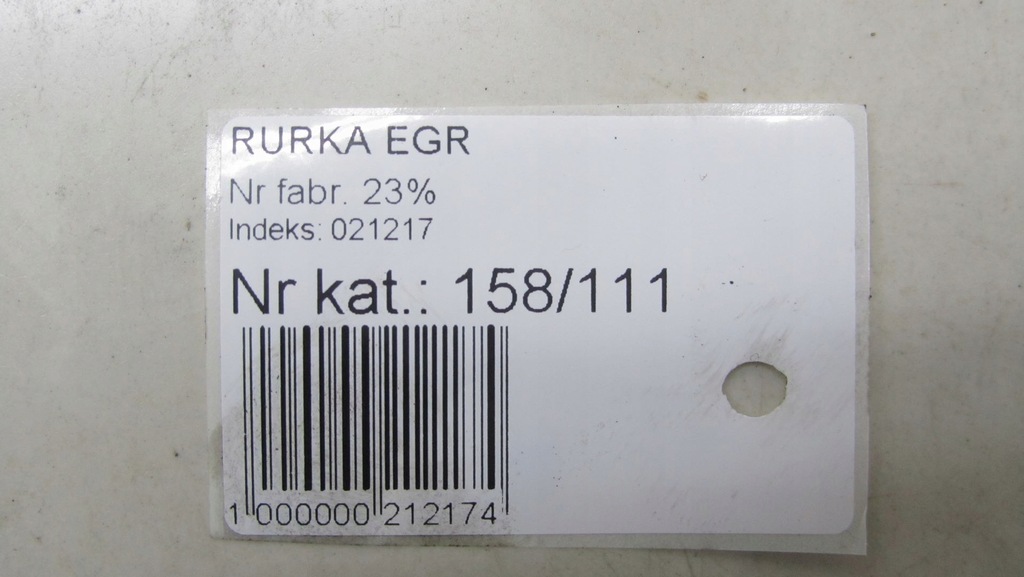 RURKA EGR
Nr fabr. 23%
Indeks: 021217
Nr kat.: 158/111
1 000000 212174